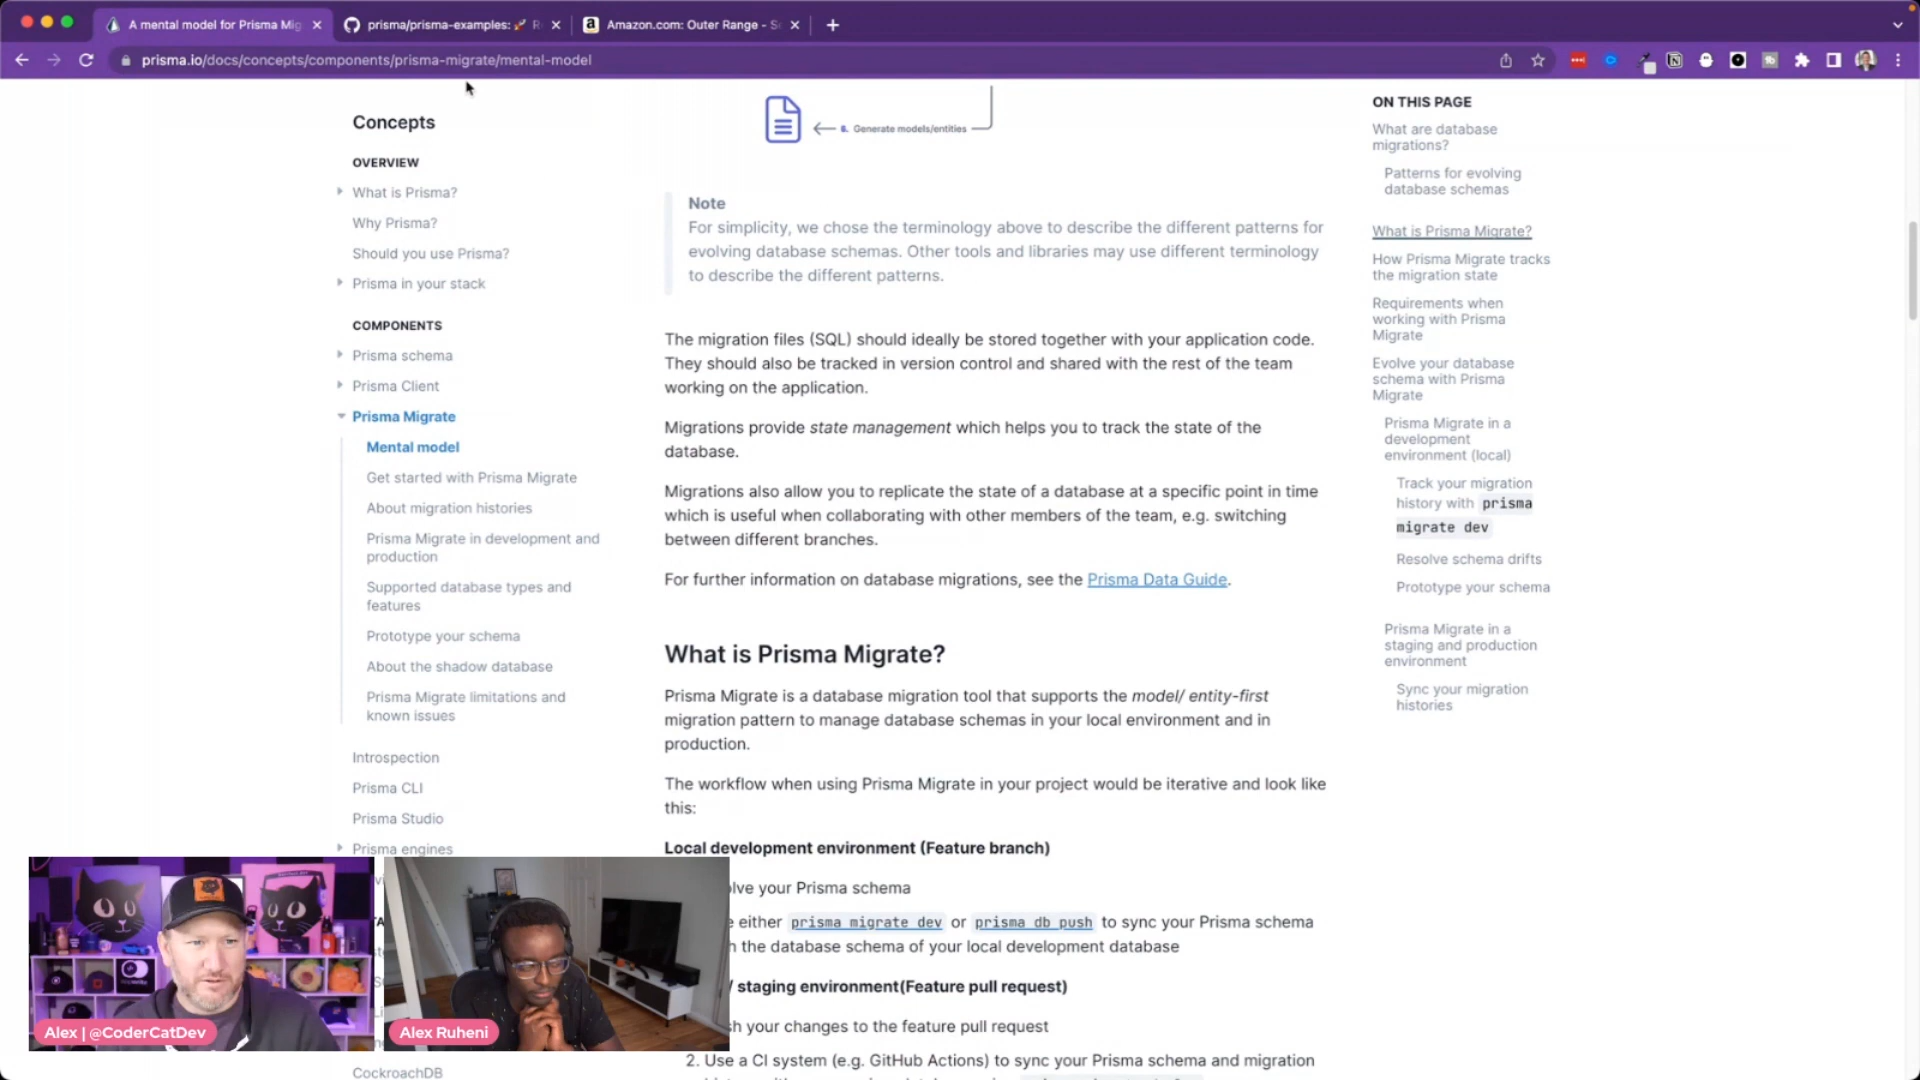 A mental model for Prisma Mig
prisma/prisma-examples: 🚀 R
Amazon.com: Outer Range - S
prisma.io/docs/concepts/components/prisma-migrate/mental-model
Concepts
OVERVIEW
What is Prisma?
Why Prisma?
Should you use Prisma?
Prisma in your stack
COMPONENTS
Prisma schema
Prisma Client
Prisma Migrate
Mental model
Get started with Prisma Migrate
About migration histories
Prisma Migrate in development and
production
Supported database types and
features
Prototype your schema
About the shadow database
Prisma Migrate limitations and
known issues
Introspection
Prisma CLI
Prisma Studio
Prisma engines
CockroachDB
Generate models/entities
Note
For simplicity, we chose the terminology above to describe the different patterns for
evolving database schemas. Other tools and libraries may use different terminology
to describe the different patterns.
The migration files (SQL) should ideally be stored together with your application code.
They should also be tracked in version control and shared with the rest of the team
working on the application.
Migrations provide state management which helps you to track the state of the
database.
Migrations also allow you to replicate the state of a database at a specific point in time
which is useful when collaborating with other members of the team, e.g. switching
between different branches.
For further information on database migrations, see the Prisma Data Guide.
What is Prisma Migrate?
Prisma Migrate is a database migration tool that supports the model/ entity-first
migration pattern to manage database schemas in your local environment and in
production.
The workflow when using Prisma Migrate in your project would be iterative and look like
this:
Local development environment (Feature branch)
lve your Prisma schema
e either prisma migrate dev or prisma db push to sync your Prisma schema
h the database schema of your local development database
/ staging environment(Feature pull request)
sh your changes to the feature pull request
2. Use a CI system (e.g. GitHub Actions) to sync your Prisma schema and migration
ON THIS PAGE
What are database
migrations?
Patterns for evolving
database schemas
What is Prisma Migrate?
How Prisma Migrate tracks
the migration state
Requirements when
working with Prisma
Migrate
Evolve your database
schema with Prisma
Migrate
Prisma Migrate in a
development
environment (local)
Track your migration
history with prisma
migrate dev
Resolve schema drifts
Prototype your schema
Prisma Migrate in a
staging and production
environment
Sync your migration
histories
Alex | @CoderCatDev
Alex Ruheni